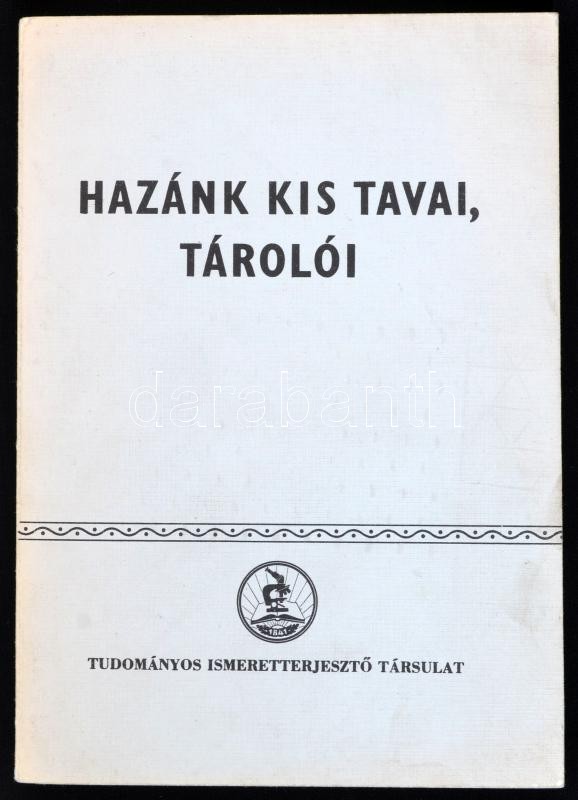 HAZÁNK KIS TAVAI,
TÁROLÓI
darabanth
1841
TUDOMÁNYOS ISMERETTERJESZTŐ TÁRSULAT